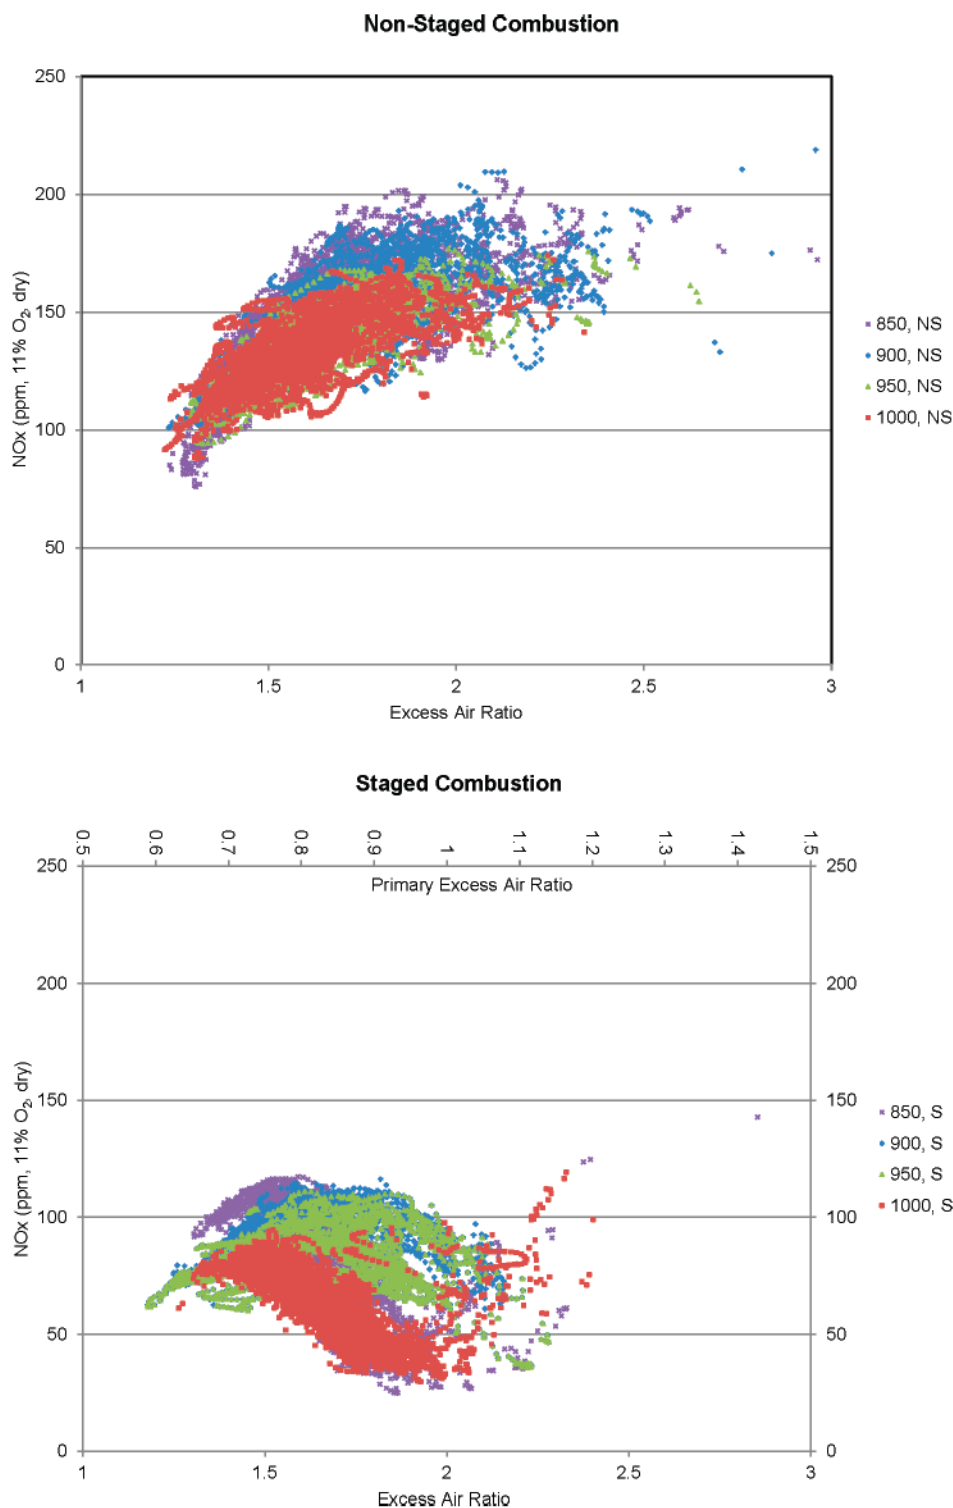 Non-Staged Combustion
250
200
150
100
50
0
1
1.5
2
2.5
3
NOx (ppm, 11% O2, dry)
Excess Air Ratio
850, NS
900, NS
950, NS
1000, NS
Staged Combustion
0.5
0.6
0.7
0.8
0.9
1
1.1
1.2
1.3
1.4
1.5
Primary Excess Air Ratio
250
200
150
100
50
0
250
200
150
100
50
0
1
1.5
2
2.5
3
NOx (ppm, 11% O2, dry)
Excess Air Ratio
850, S
900, S
950, S
1000, S